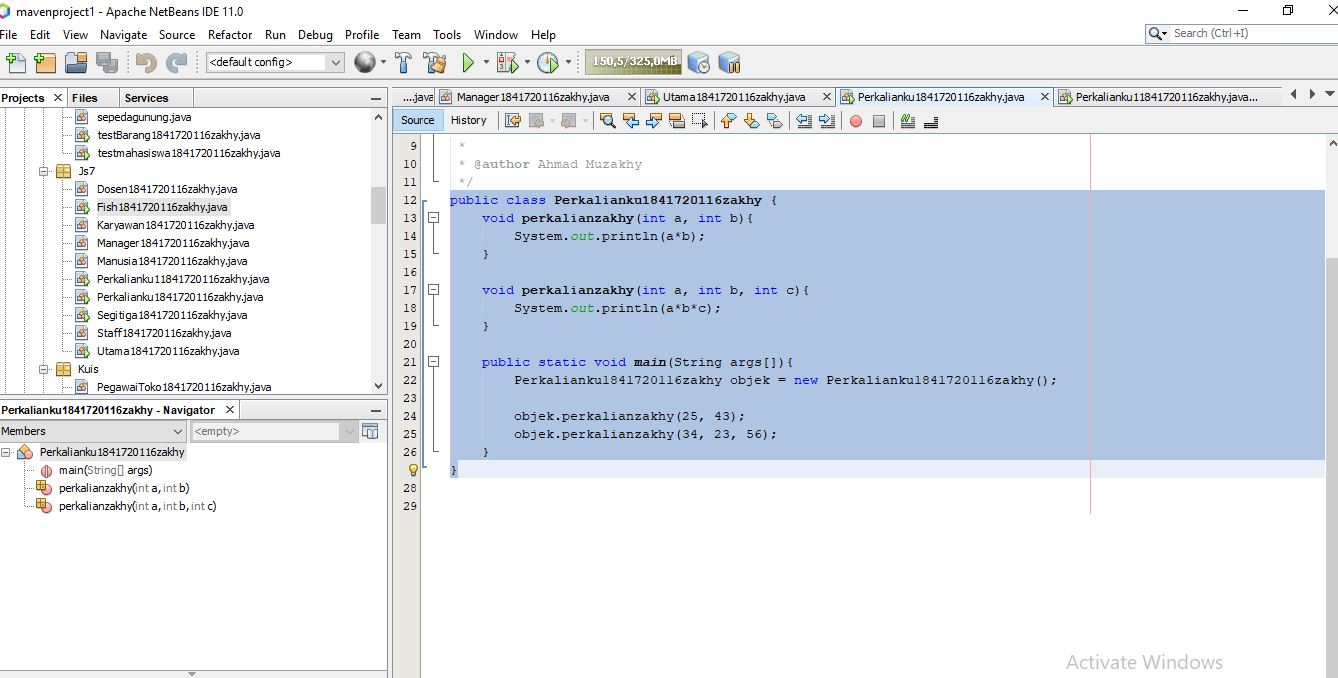 mavenproject1 - Apache NetBeans IDE 11.0
File Edit View Navigate Source Refactor Run Debug Profile Team Tools Window Help
Search (Ctrl+I)
<default config>
150,5/325,0MB
Projects Files Services
sepedagunung.java
testBarang1841720116zakhy.java
testmahasiswa1841720116zakhy.java
Js7
Dosen1841720116zakhy.java
Fish1841720116zakhy.java
Karyawan1841720116zakhy.java
Manager1841720116zakhy.java
Manusia1841720116zakhy.java
Perkalianku11841720116zakhy.java
Perkalianku1841720116zakhy.java
Segitiga1841720116zakhy.java
Staff1841720116zakhy.java
Utama1841720116zakhy.java
Kuis
PegawaiToko1841720116zakhy.java
Perkalianku1841720116zakhy - Navigator
Members
<empty>
Perkalianku1841720116zakhy
main(String[] args)
perkalianzakhy(int a, int b)
perkalianzakhy(int a, int b, int c)
....java Manager1841720116zakhy.java Utama1841720116zakhy.java Perkalianku1841720116zakhy.java Perkalianku11841720116zakhy.java...
Source History
9 *
10 * @author Ahmad Muzakhy
11 */
12 public class Perkalianku1841720116zakhy {
13 void perkalianzakhy(int a, int b){
14 System.out.println(a*b);
15 }
16
17 void perkalianzakhy(int a, int b, int c){
18 System.out.println(a*b*c);
19 }
20
21 public static void main(String args[]){
22 Perkalianku1841720116zakhy objek = new Perkalianku1841720116zakhy();
23
24 objek.perkalianzakhy(25, 43);
25 objek.perkalianzakhy(34, 23, 56);
26 }
}
28
29
Activate Windows